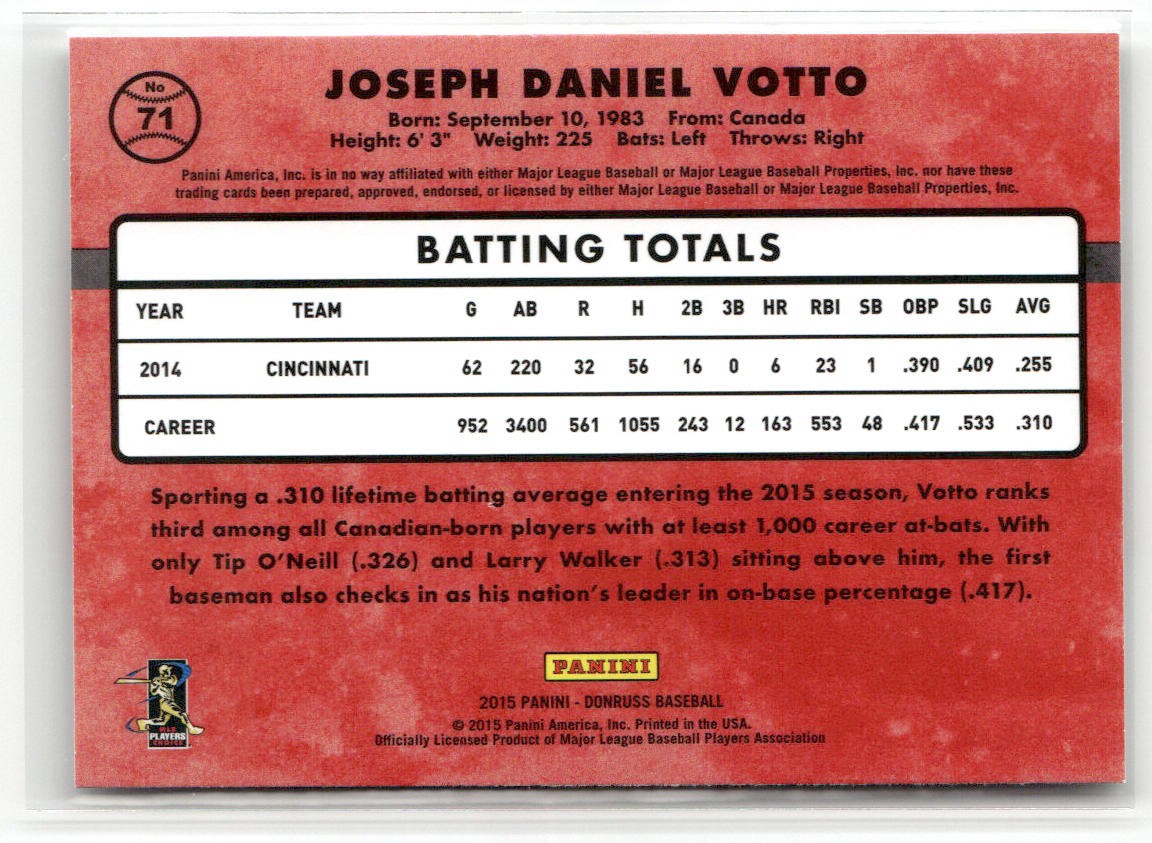 No
71
JOSEPH DANIEL VOTTO
Born: September 10, 1983 From: Canada
Height: 6' 3" Weight: 225 Bats: Left Throws: Right
Panini America, Inc. is in no way affiliated with either Major League Baseball or Major League Baseball Properties, Inc. nor have these
trading cards been prepared, approved, endorsed, or licensed by either Major League Baseball or Major League Baseball Properties, Inc.
BATTING TOTALS
YEAR TEAM G AB R H 2B 3B HR RBI SB OBP SLG AVG
2014 CINCINNATI 62 220 32 56 16 0 6 23 1 .390 .409 .255
CAREER 952 3400 561 1055 243 12 163 553 48 .417 .533 .310
Sporting a .310 lifetime batting average entering the 2015 season, Votto ranks
third among all Canadian-born players with at least 1,000 career at-bats. With
only Tip O'Neill (.326) and Larry Walker (.313) sitting above him, the first
baseman also checks in as his nation's leader in on-base percentage (.417).
MLB
PLAYERS
CHOICE
PANINI
2015 PANINI - DONRUSS BASEBALL
© 2015 Panini America, Inc. Printed in the USA.
Officially Licensed Product of Major League Baseball Players Association